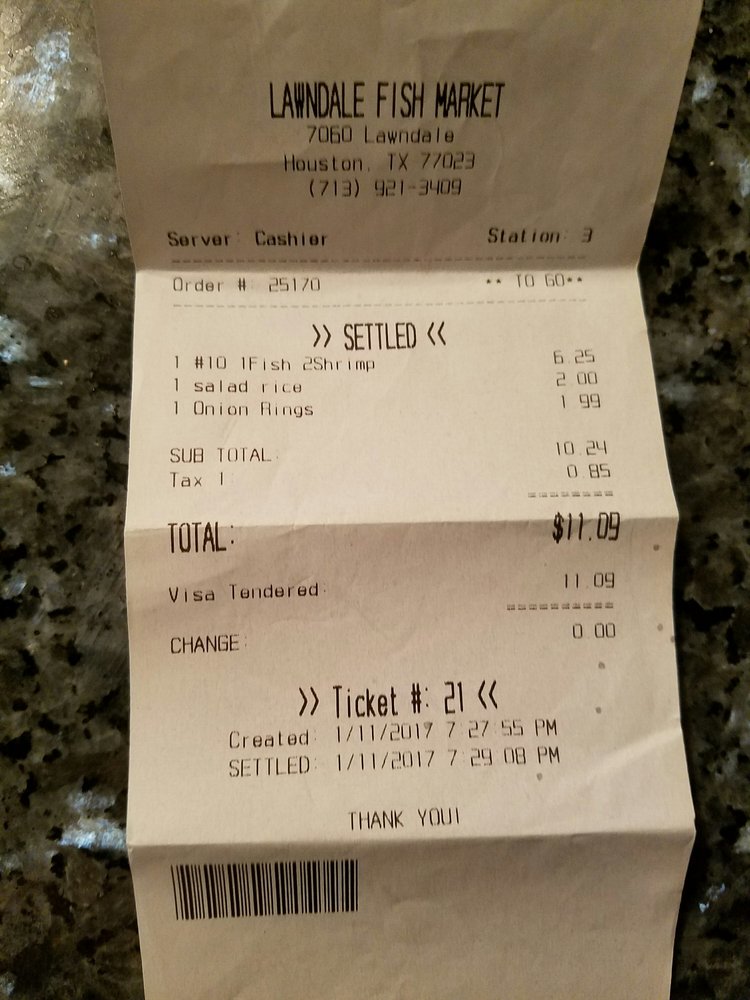 LAWNDALE FISH MARKET
7060 Lawndale
Houston, TX 77023
(713) 921-3409
Server: Cashier Station: 3
Order #: 25170 ** TO GO**
>> SETTLED <<
1 #10 1Fish 2Shrimp 6.25
1 salad rice 2.00
1 Onion Rings 1.99
SUB TOTAL: 10.24
Tax 1: 0.85
=========
TOTAL: $11.09
Visa Tendered: 11.09
==========
CHANGE: 0.00
>> Ticket #: 21 <<
Created: 1/11/2017 7:27:55 PM
SETTLED: 1/11/2017 7:29:08 PM
THANK YOU!